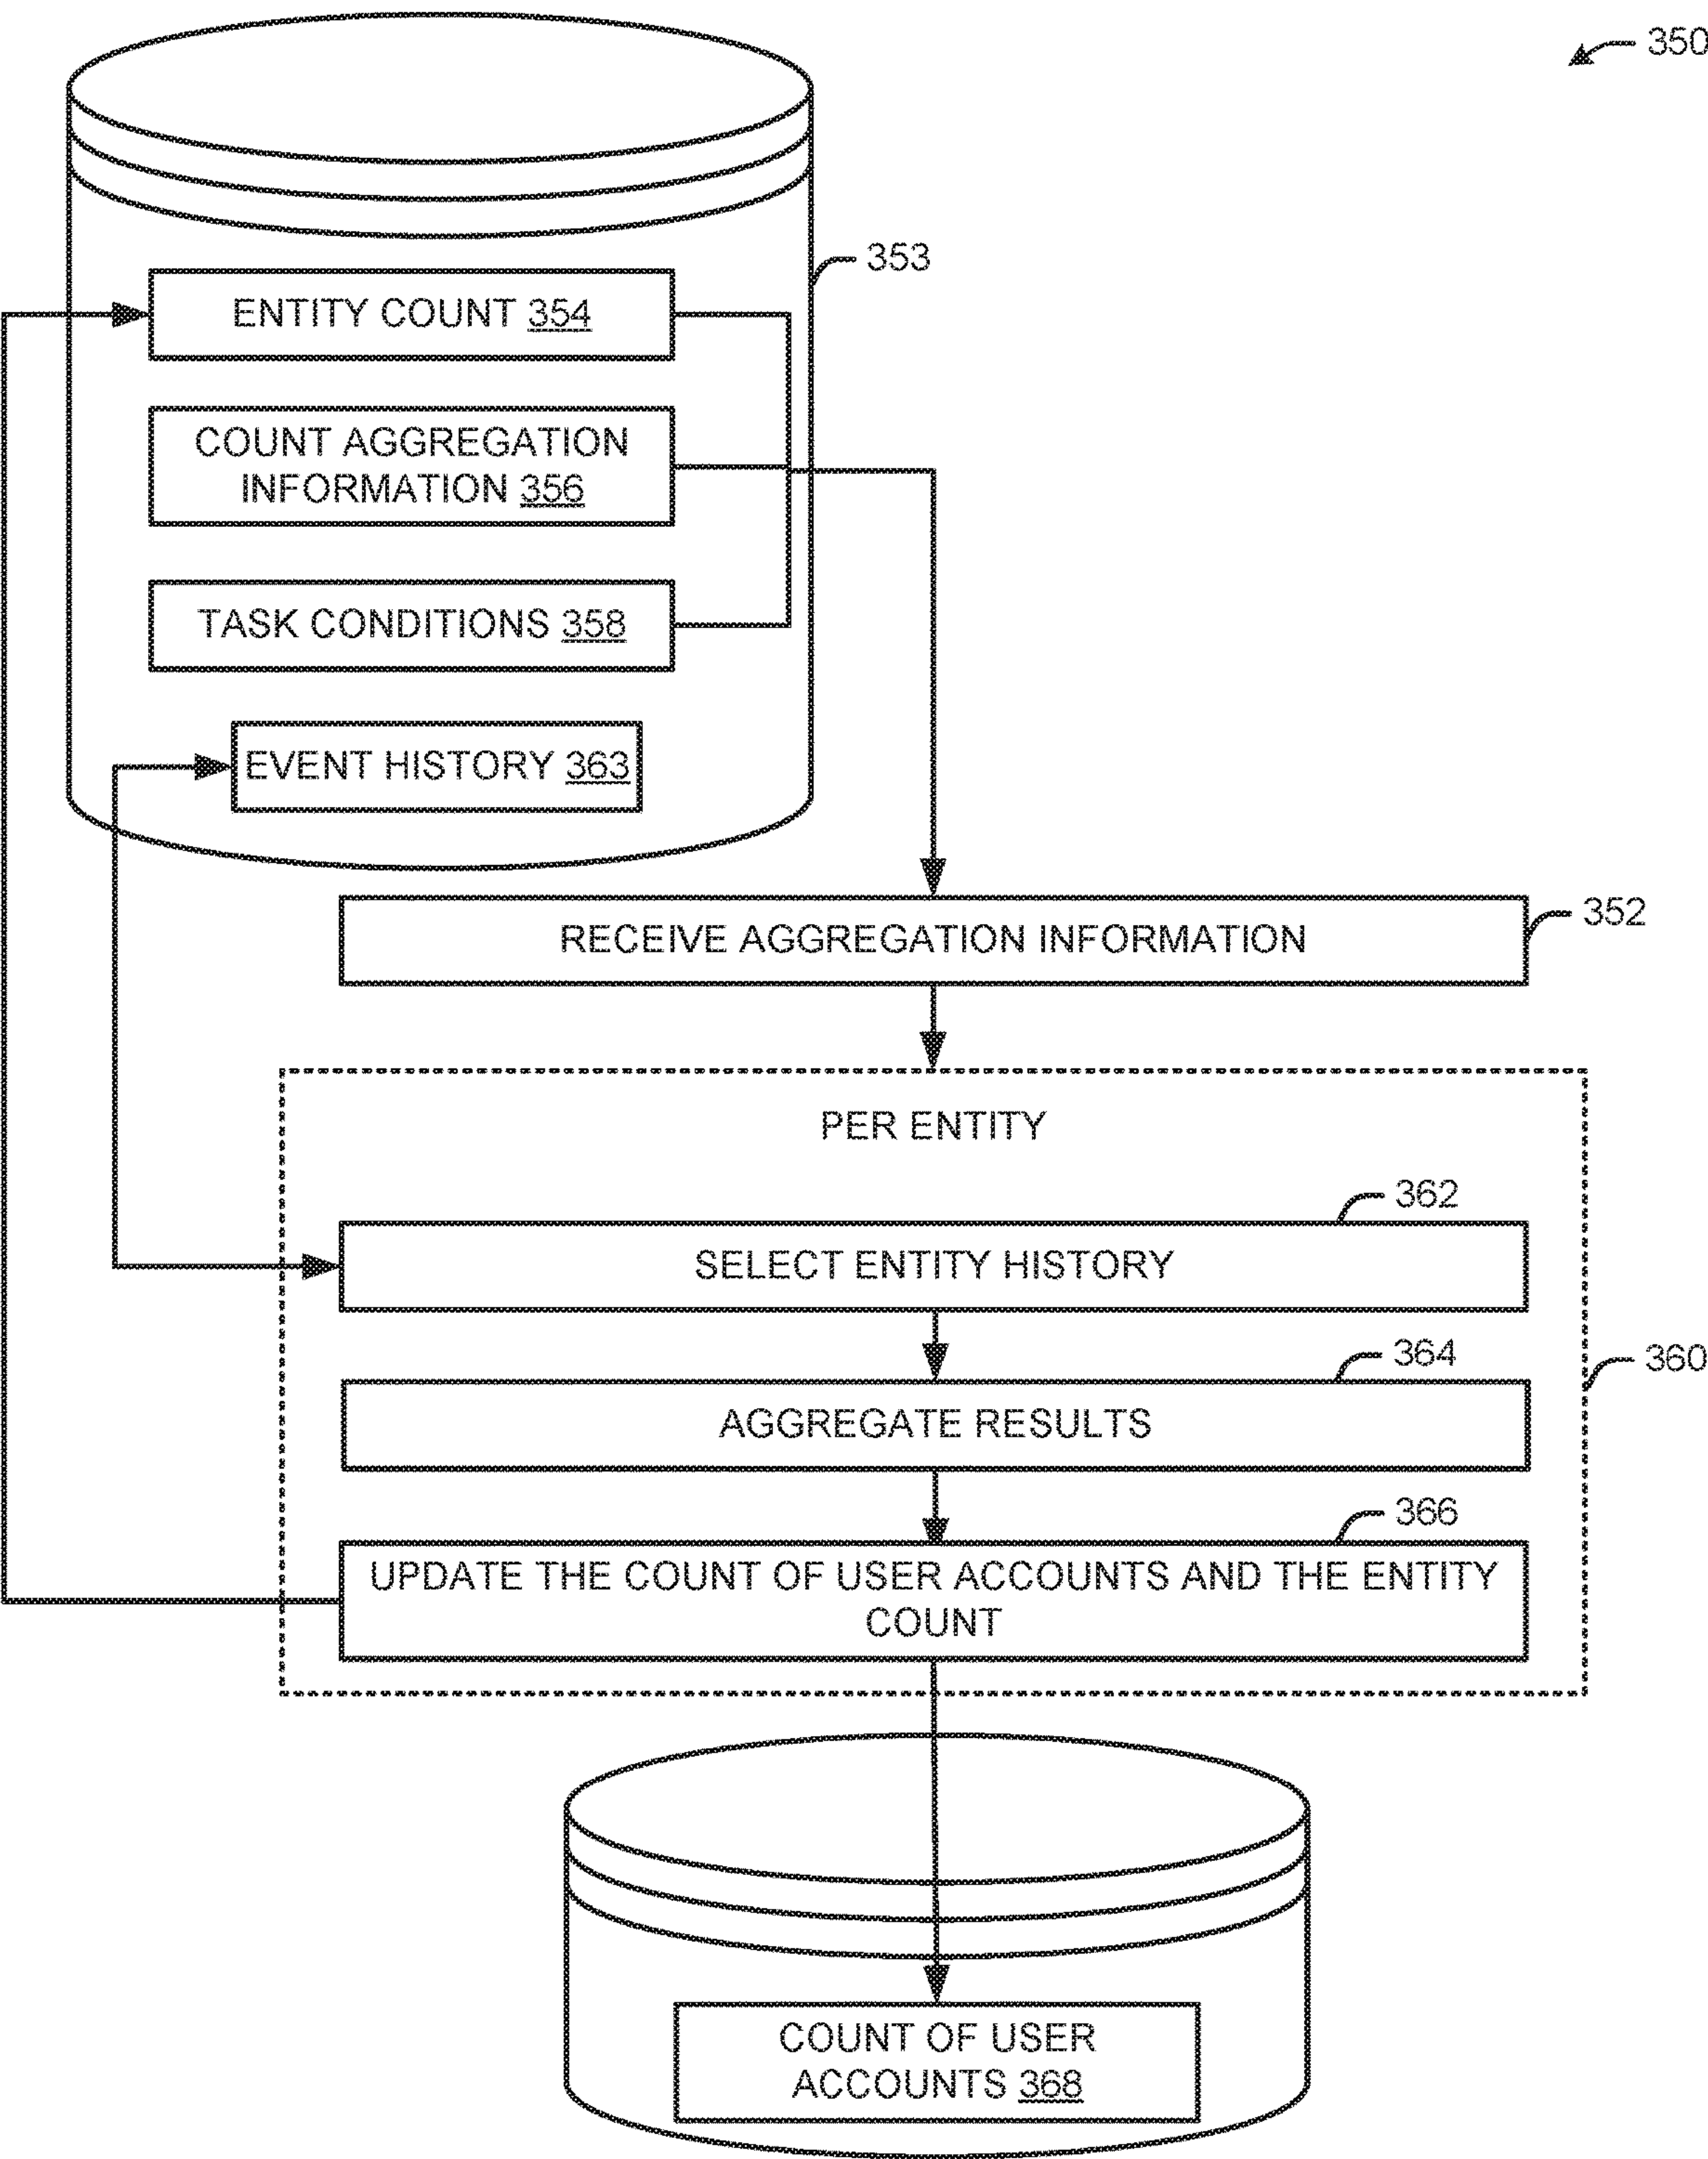 350
353
ENTITY COUNT 354
COUNT AGGREGATION
INFORMATION 356
TASK CONDITIONS 358
EVENT HISTORY 363
352
RECEIVE AGGREGATION INFORMATION
PER ENTITY
362
SELECT ENTITY HISTORY
364
360
AGGREGATE RESULTS
366
UPDATE THE COUNT OF USER ACCOUNTS AND THE ENTITY
COUNT
COUNT OF USER
ACCOUNTS 368